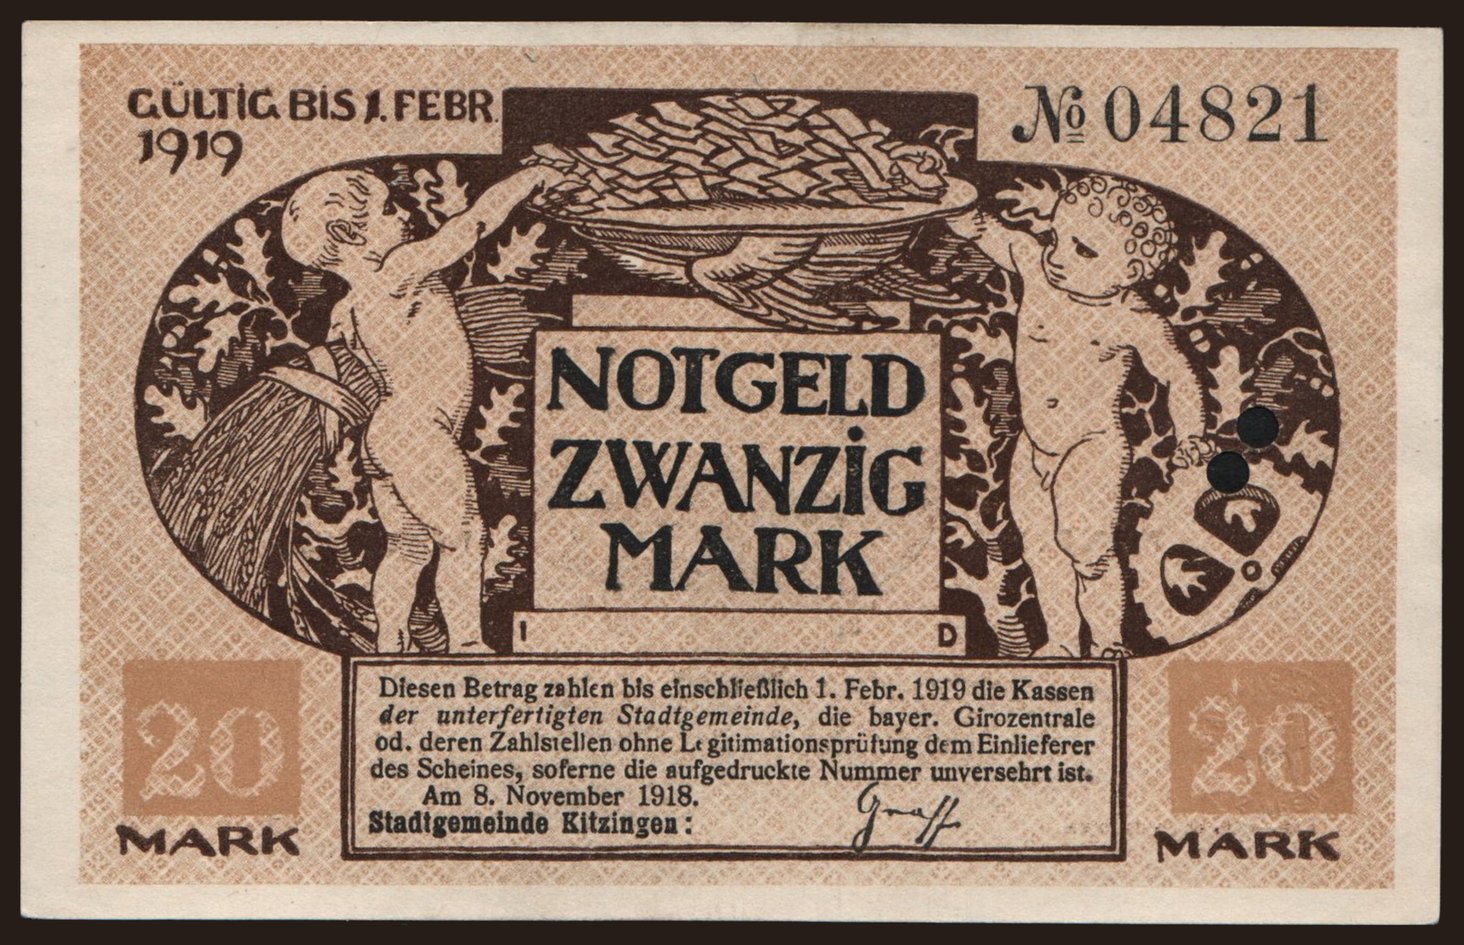 GÜLTIG BIS 1. FEBR.
1919
№ 04821
NOTGELD
ZWANZIG
MARK
I D
20
MARK
Diesen Betrag zahlen bis einschließlich 1. Febr. 1919 die Kassen
der unterfertigten Stadtgemeinde, die bayer. Girozentrale
od. deren Zahlstellen ohne Legitimationsprüfung dem Einlieferer
des Scheines, soferne die aufgedruckte Nummer unversehrt ist.
Am 8. November 1918.
Stadtgemeinde Kitzingen:
Graff
20
MARK